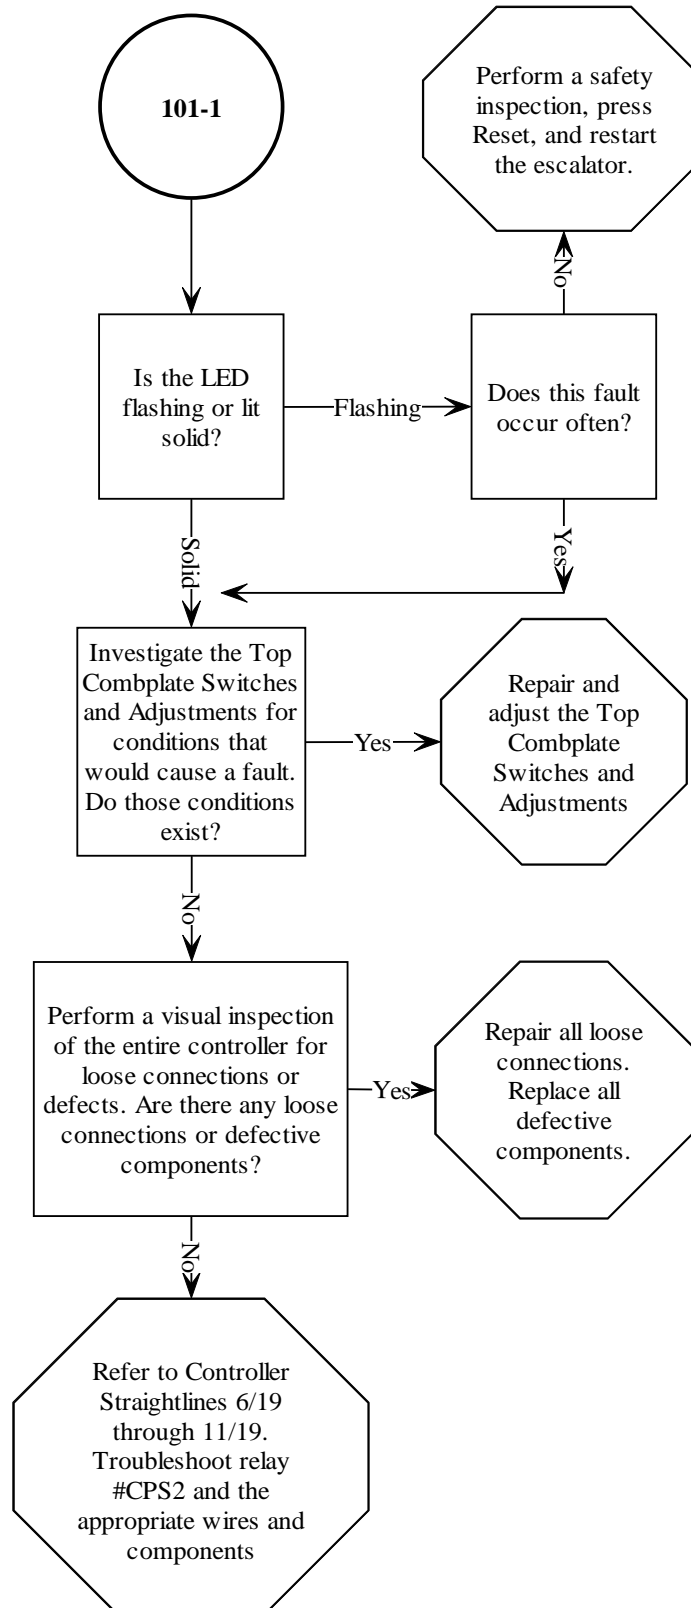 101-1
Perform a safety
inspection, press
Reset, and restart
the escalator.
No
Is the LED
flashing or lit
solid?
Flashing
Does this fault
occur often?
Solid
Yes
Investigate the Top
Combplate Switches
and Adjustments for
conditions that
would cause a fault.
Do those conditions
exist?
Yes
Repair and
adjust the Top
Combplate
Switches and
Adjustments
No
Perform a visual inspection
of the entire controller for
loose connections or
defects. Are there any loose
connections or defective
components?
Yes
Repair all loose
connections.
Replace all
defective
components.
No
Refer to Controller
Straightlines 6/19
through 11/19.
Troubleshoot relay
#CPS2 and the
appropriate wires and
components